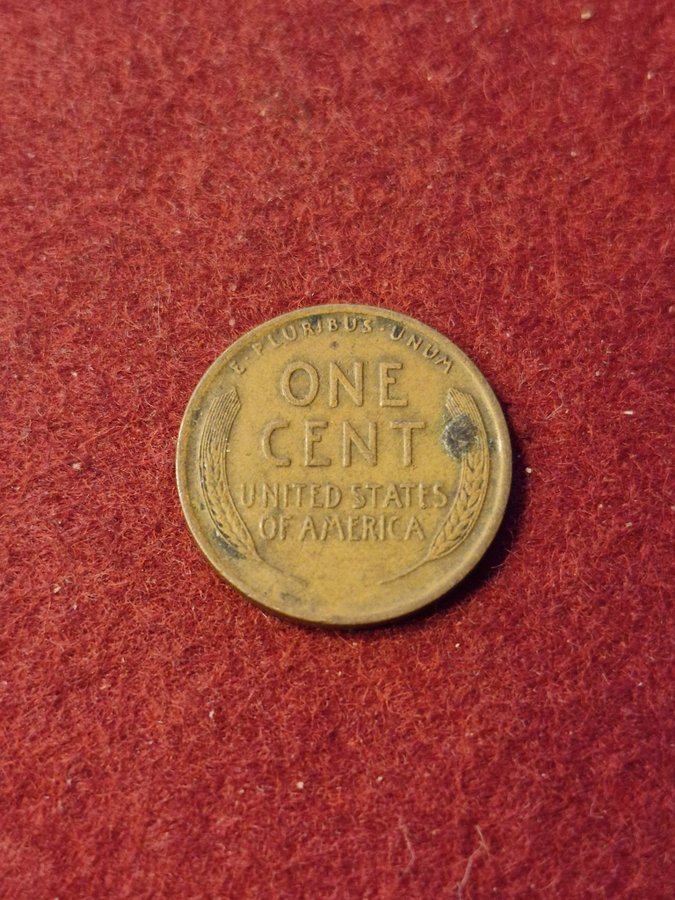 E·PLURIBUS·UNUM
ONE
CENT
UNITED STATES
OF AMERICA